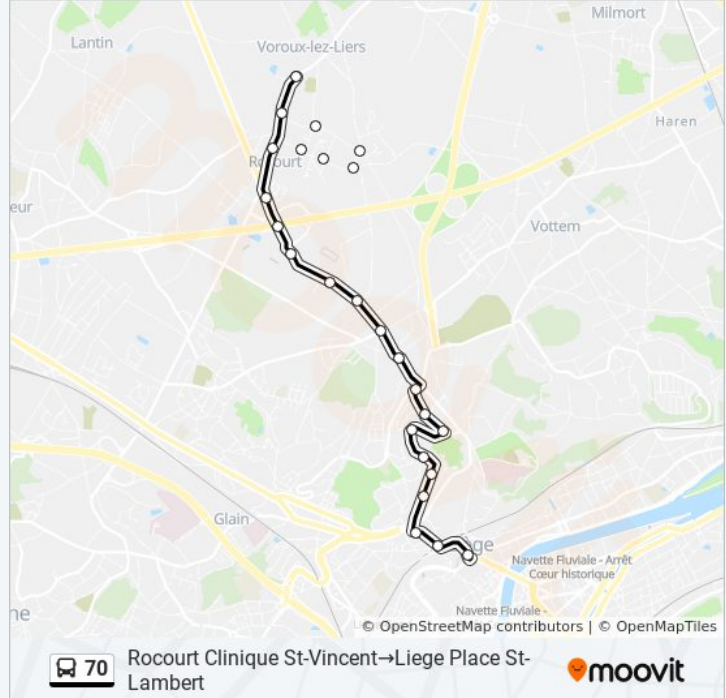 Milmort
Lantin
Voroux-lez-Liers
Haren
Rocourt
eur
Vottem
Glain
ège
Navette Fluviale - Arrêt
Cœur historique
ne
Navette Fluviale -
© OpenStreetMap contributors | © OpenMapTiles
70
Rocourt Clinique St-Vincent→Liege Place St-
Lambert
moovit